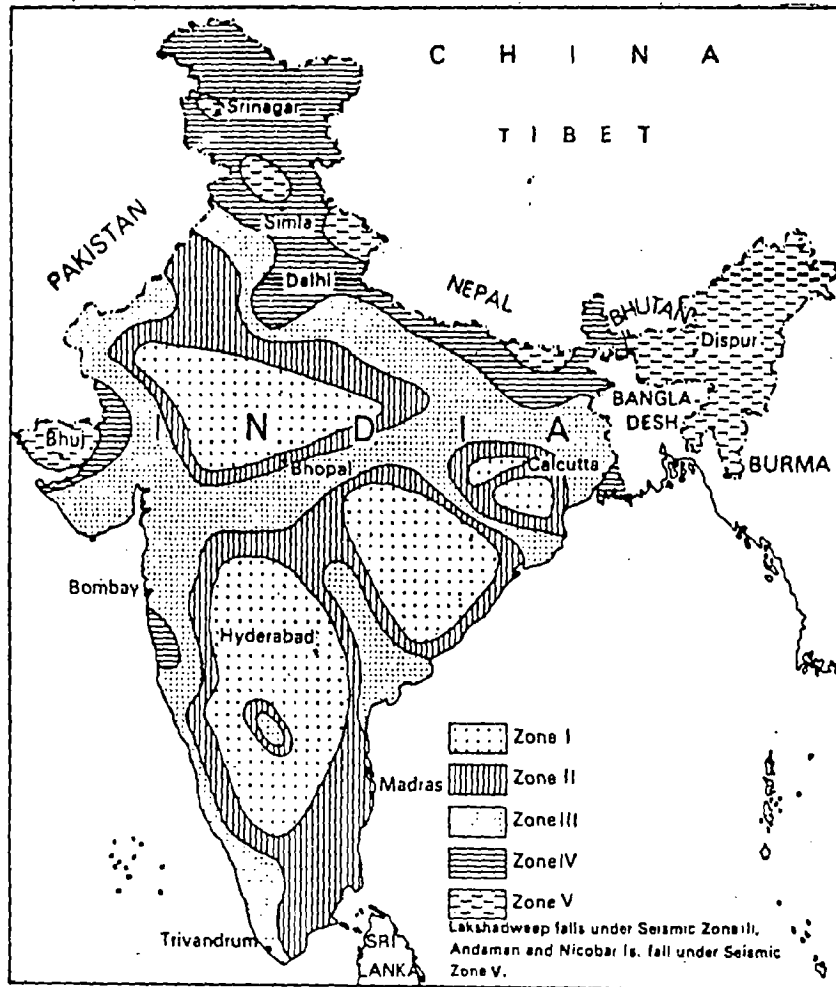 C H I N A
Srinagar
T I B E T
PAKISTAN
Simla
Delhi
NEPAL
BHUTAN
Dispur
BANGLA
DESH
I N D I A
Bhuj
Bhopal
Calcutta
BURMA
Bombay
Hyderabad
Madras
Zone I
Zone II
Zone III
Zone IV
Zone V
Lakshadweep falls under Seismic Zone III,
Andaman and Nicobar Is. fall under Seismic
Zone V.
Trivandrum
SRI
LANKA